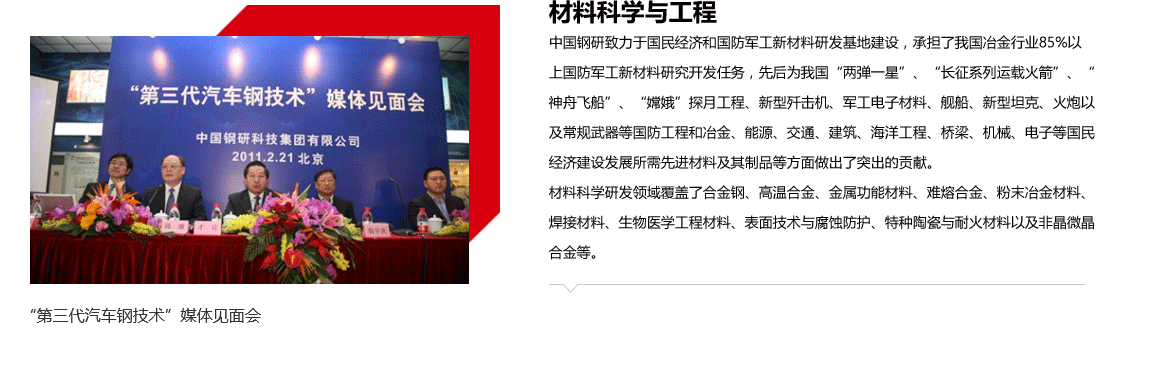 “第三代汽车钢技术”媒体见面会
中国钢研科技集团有限公司
2011.2.21 北京
“第三代汽车钢技术”媒体见面会
材料科学与工程
中国钢研致力于国民经济和国防军工新材料研发基地建设，承担了我国冶金行业85%以
上国防军工新材料研究开发任务，先后为我国“两弹一星”、“长征系列运载火箭”、“
神舟飞船”、“嫦娥”探月工程、新型歼击机、军工电子材料、舰船、新型坦克、火炮以
及常规武器等国防工程和冶金、能源、交通、建筑、海洋工程、桥梁、机械、电子等国民
经济建设发展所需先进材料及其制品等方面做出了突出的贡献。
材料科学研发领域覆盖了合金钢、高温合金、金属功能材料、难熔合金、粉末冶金材料、
焊接材料、生物医学工程材料、表面技术与腐蚀防护、特种陶瓷与耐火材料以及非晶微晶
合金等。